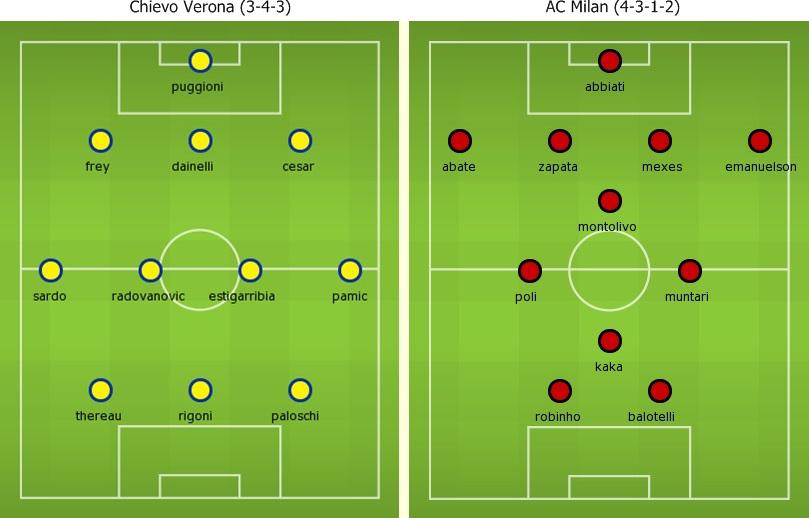 Chievo Verona (3-4-3)
puggioni
frey dainelli cesar
sardo radovanovic estigarribia pamic
thereau rigoni paloschi
AC Milan (4-3-1-2)
abbiati
abate zapata mexes emanuelson
montolivo
poli muntari
kaka
robinho balotelli